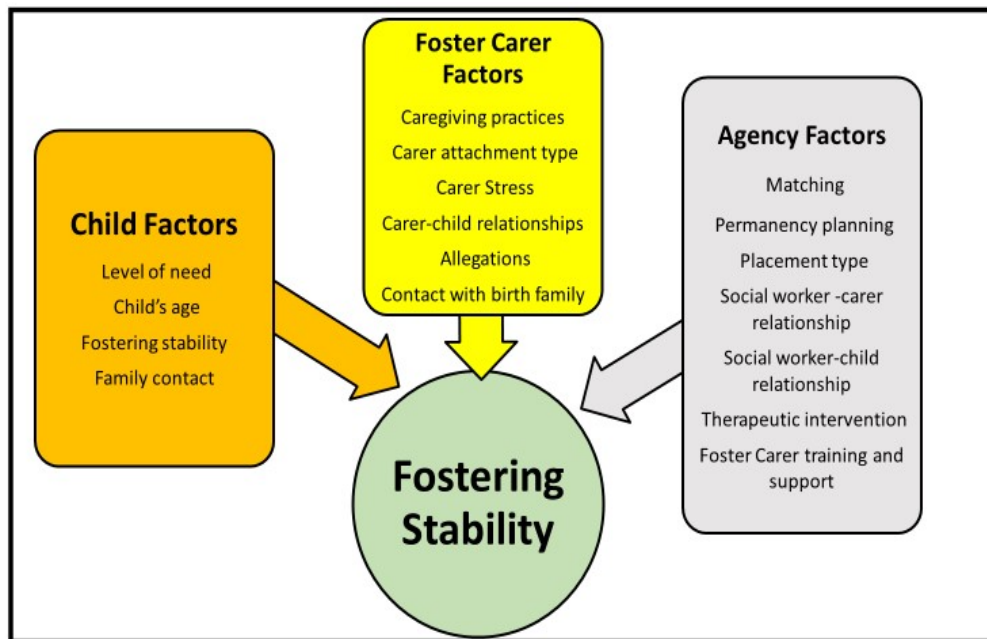 Child Factors
Level of need
Child's age
Fostering stability
Family contact
Foster Carer
Factors
Caregiving practices
Carer attachment type
Carer Stress
Carer-child relationships
Allegations
Contact with birth family
Agency Factors
Matching
Permanency planning
Placement type
Social worker -carer
relationship
Social worker-child
relationship
Therapeutic intervention
Foster Carer training and
support
Fostering
Stability